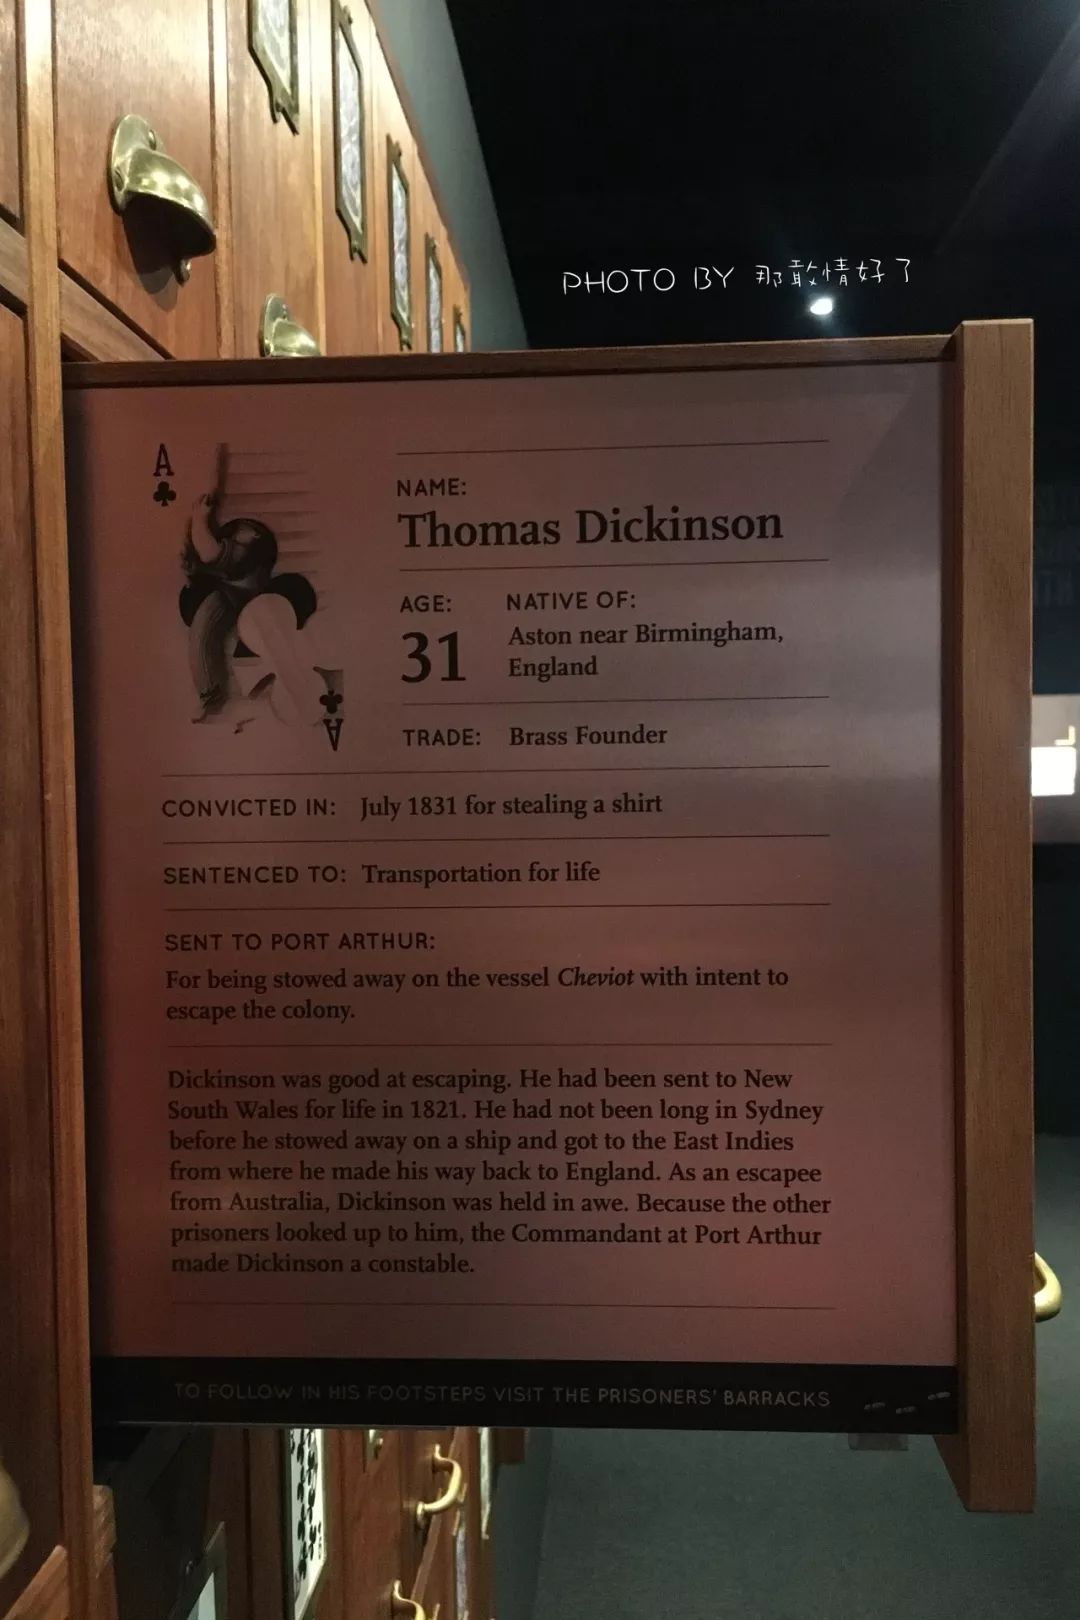 PHOTO BY 那敢情好了
A
NAME:
Thomas Dickinson
AGE: NATIVE OF:
31 Aston near Birmingham,
England
A
TRADE: Brass Founder
CONVICTED IN: July 1831 for stealing a shirt
SENTENCED TO: Transportation for life
SENT TO PORT ARTHUR:
For being stowed away on the vessel Cheviot with intent to
escape the colony.
Dickinson was good at escaping. He had been sent to New
South Wales for life in 1821. He had not been long in Sydney
before he stowed away on a ship and got to the East Indies
from where he made his way back to England. As an escapee
from Australia, Dickinson was held in awe. Because the other
prisoners looked up to him, the Commandant at Port Arthur
made Dickinson a constable.
TO FOLLOW IN HIS FOOTSTEPS VISIT THE PRISONERS' BARRACKS